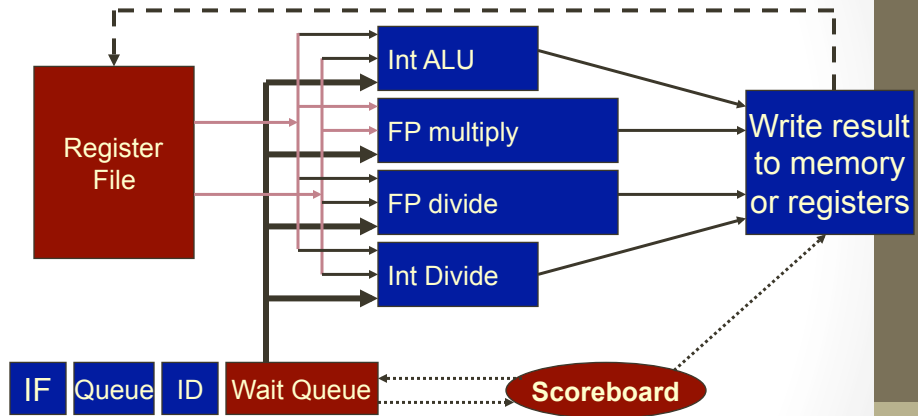 Register
File
Int ALU
FP multiply
FP divide
Int Divide
Write result
to memory
or registers
IF
Queue
ID
Wait Queue
Scoreboard